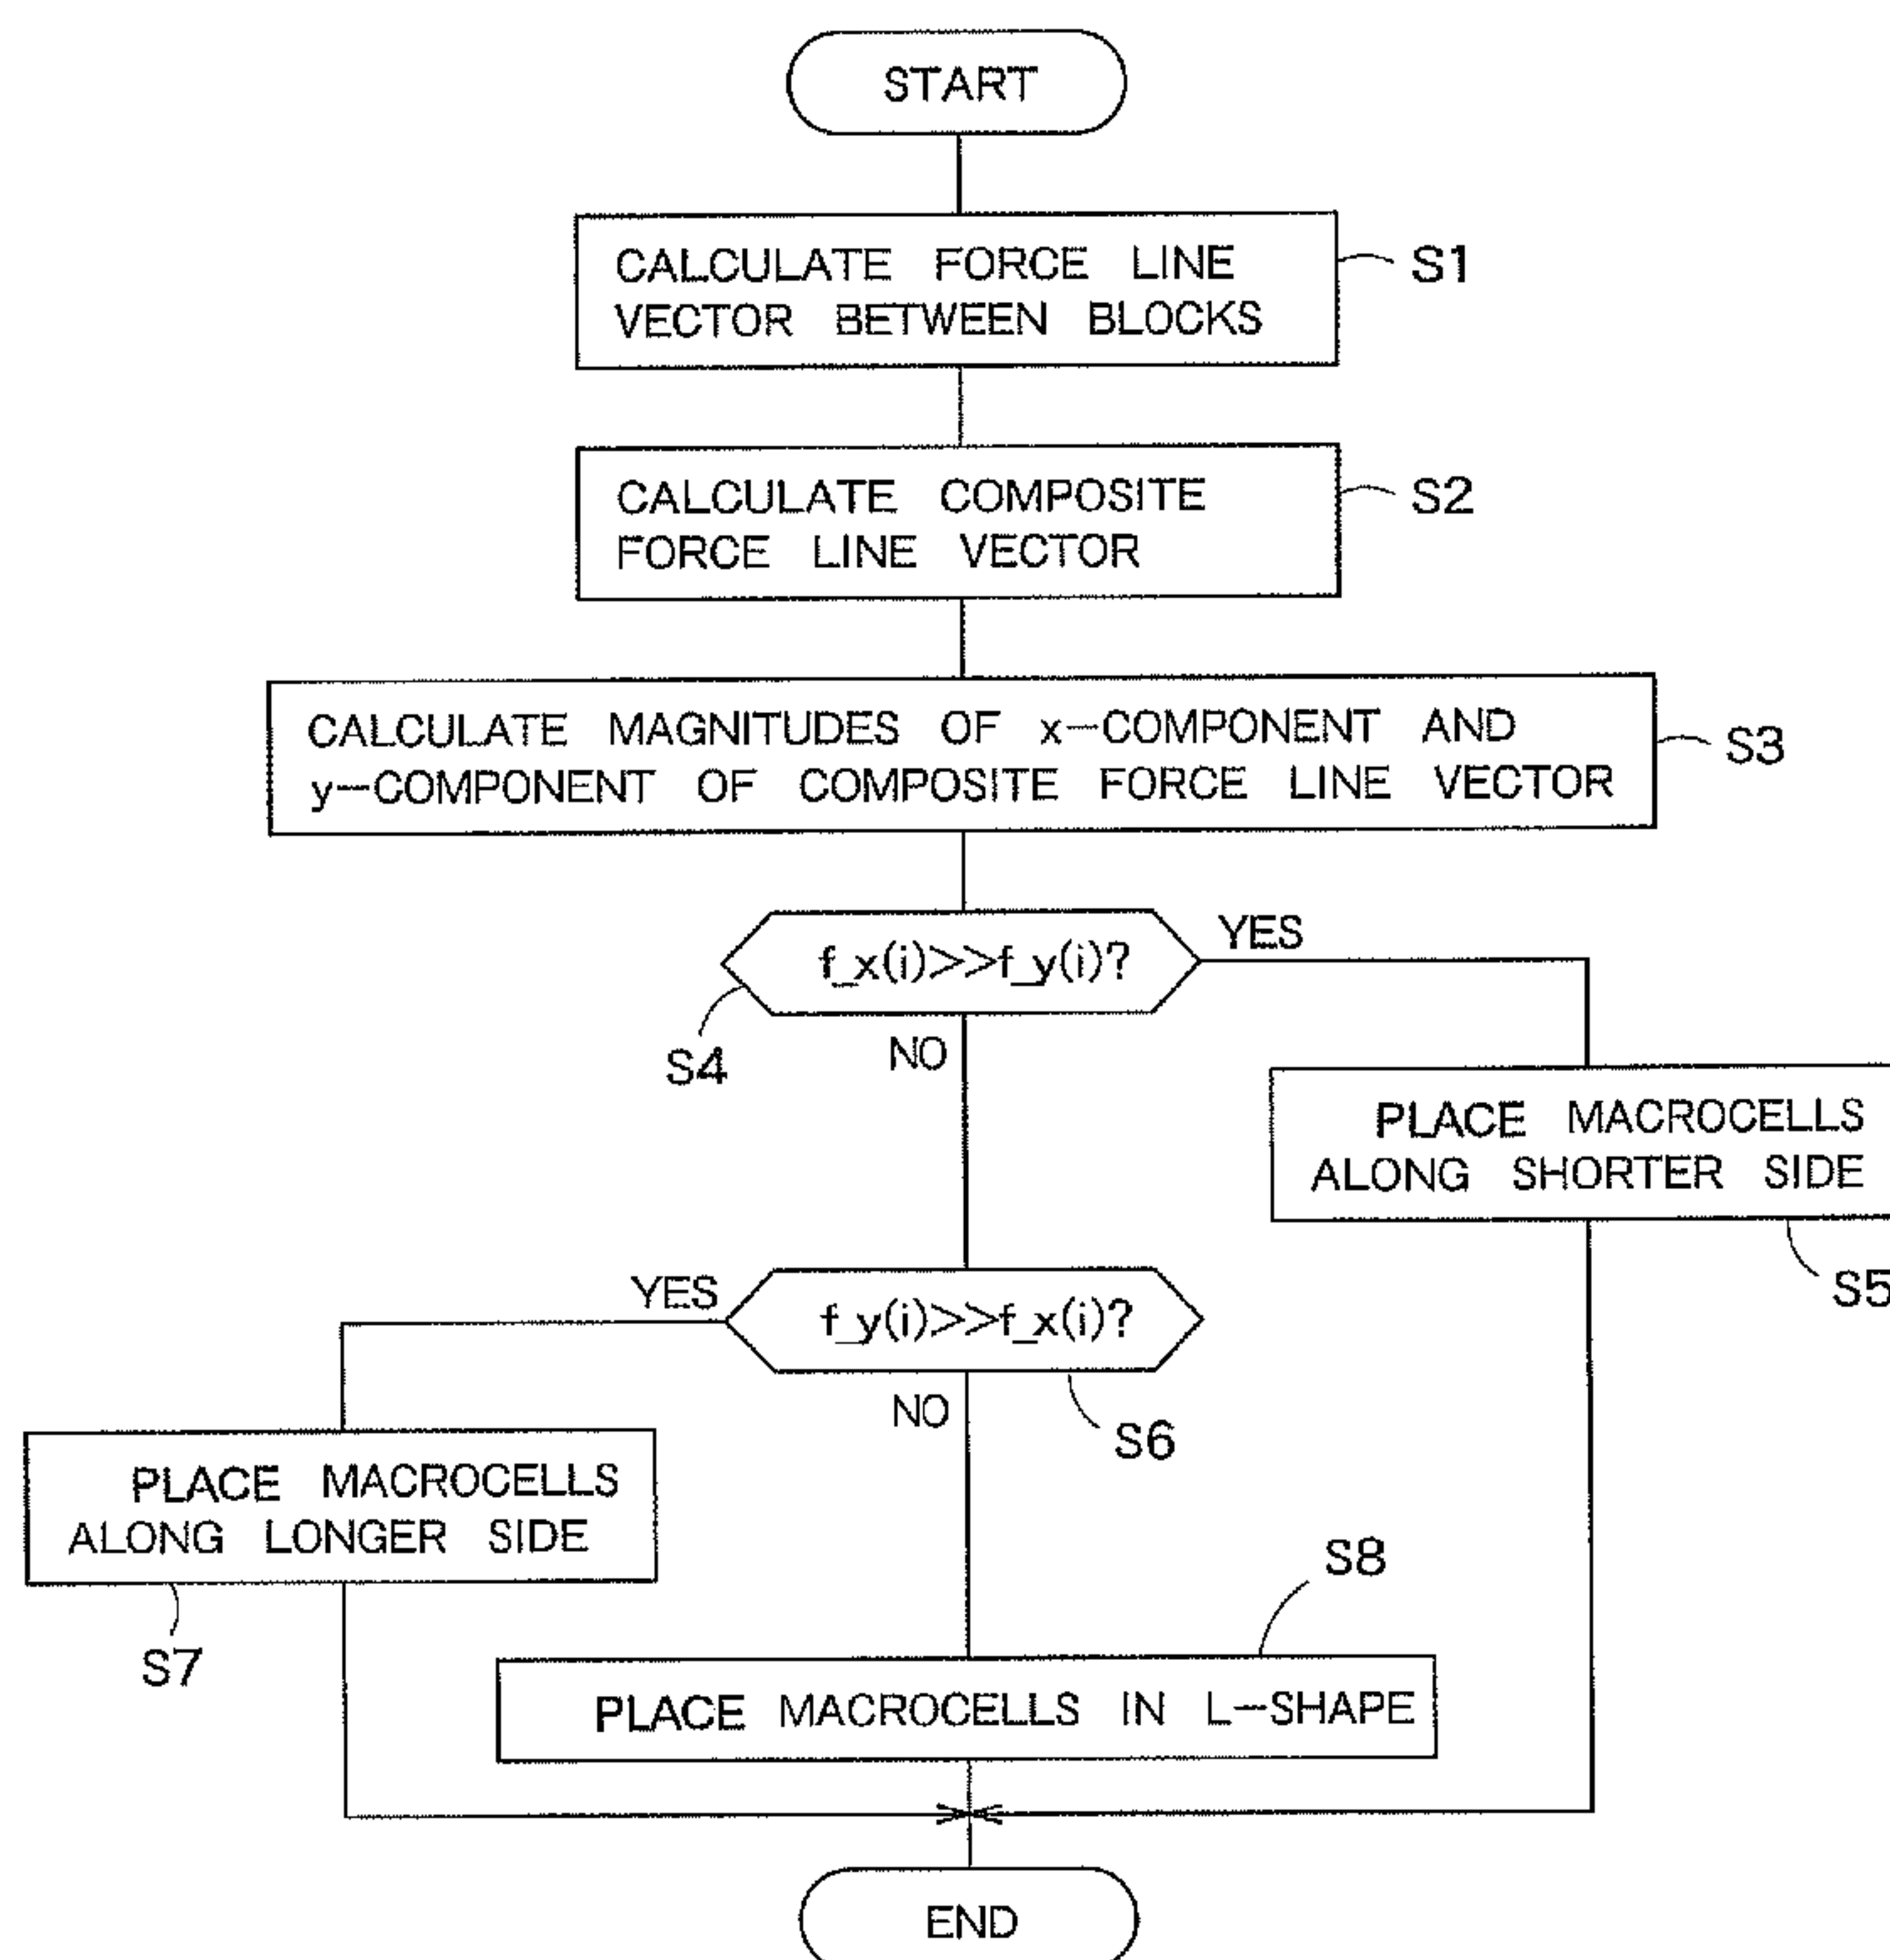 START
CALCULATE FORCE LINE
VECTOR BETWEEN BLOCKS
S1
CALCULATE COMPOSITE
FORCE LINE VECTOR
S2
CALCULATE MAGNITUDES OF x-COMPONENT AND
y-COMPONENT OF COMPOSITE FORCE LINE VECTOR
S3
f_x(i)>>f_y(i)?
YES
S4
NO
PLACE MACROCELLS
ALONG SHORTER SIDE
S5
YES
f_y(i)>>f_x(i)?
NO
S6
PLACE MACROCELLS
ALONG LONGER SIDE
S7
S8
PLACE MACROCELLS IN L-SHAPE
END